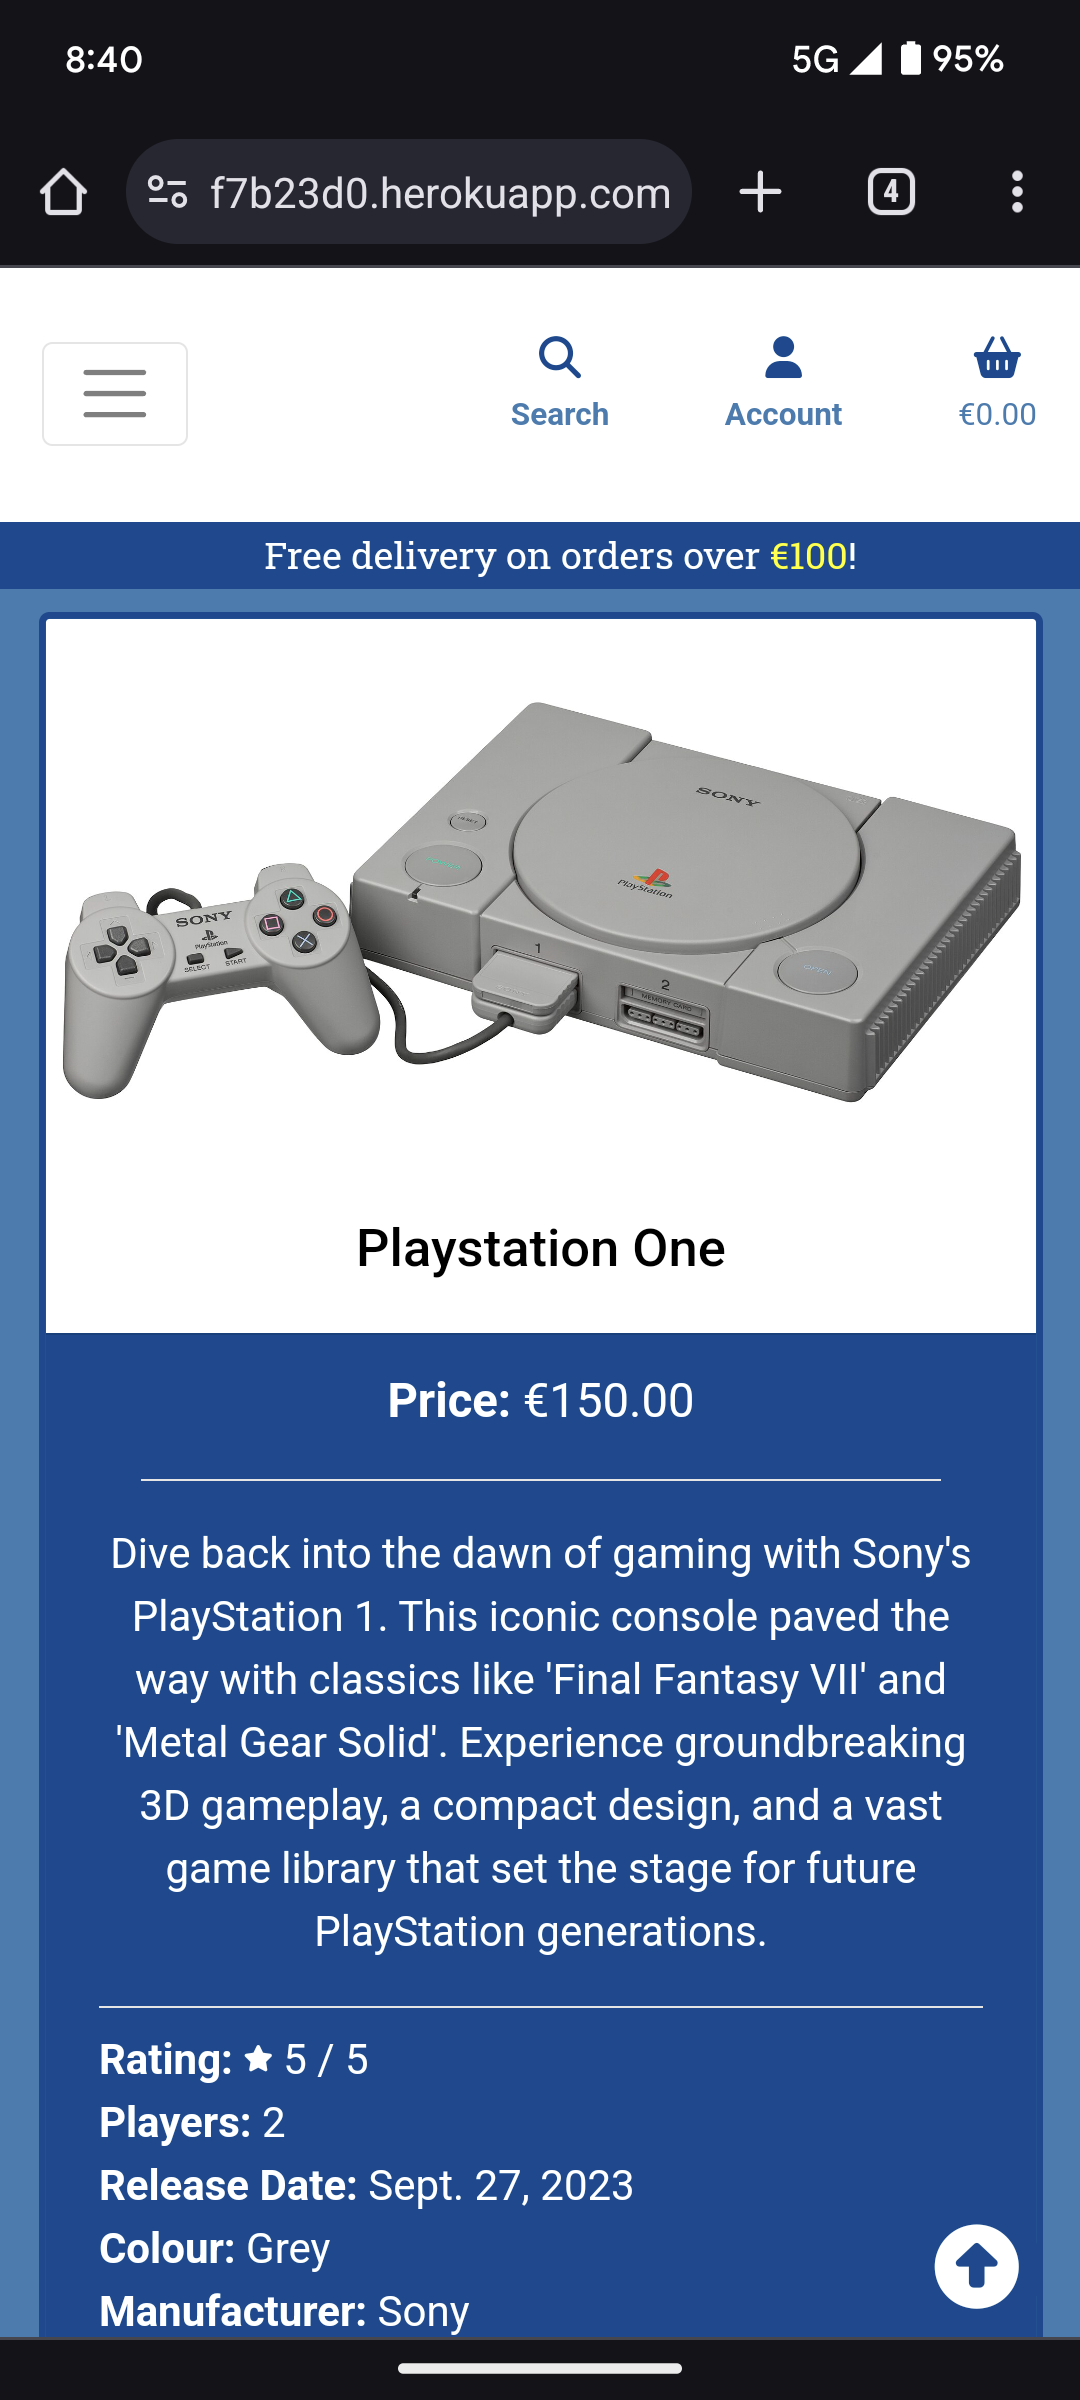 8:40
5G
95%
f7b23d0.herokuapp.com
4
Search
Account
€0.00
Free delivery on orders over €100!
SONY
PlayStation
SONY
PlayStation
SELECT
START
1
2
MEMORY CARD
OPEN
Playstation One
Price: €150.00
Dive back into the dawn of gaming with Sony's
PlayStation 1. This iconic console paved the
way with classics like 'Final Fantasy VII' and
'Metal Gear Solid'. Experience groundbreaking
3D gameplay, a compact design, and a vast
game library that set the stage for future
PlayStation generations.
Rating: 5 / 5
Players: 2
Release Date: Sept. 27, 2023
Colour: Grey
Manufacturer: Sony